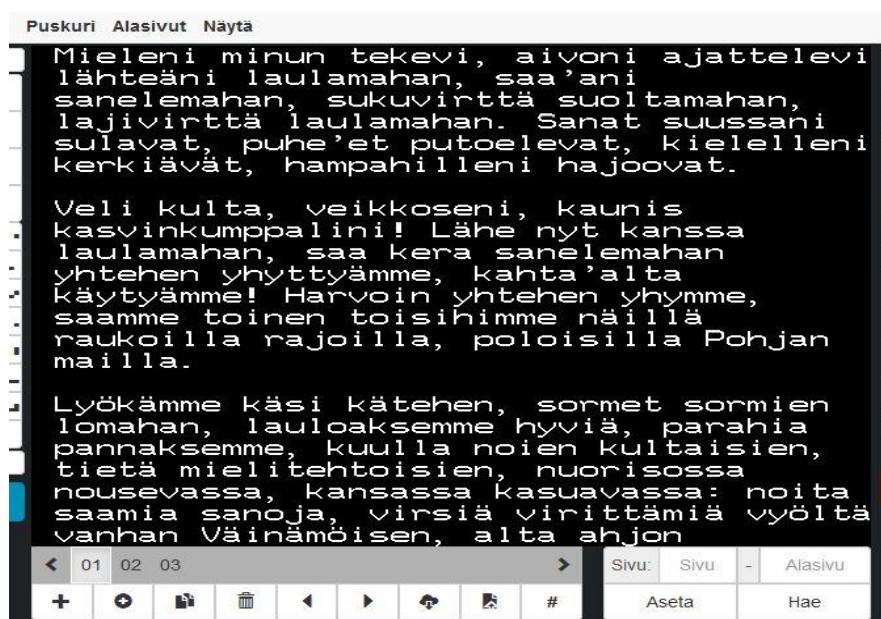 Puskuri Alasivut Näytä
Mieleni minun tekevi, aivoni ajattelevi
lähteäni laulamahan, saa'ani
sanelemahan, sukuvirttä suoltamahan,
lajivirttä laulamahan. Sanat suussani
sulavat, puhe'et putoelevat, kielelleni
kerkiävät, hampahilleni hajoovat.
Veli kulta, veikkoseni, kaunis
kasvinkumppalini! Lähe nyt kanssa
laulamahan, saa kera sanelemahan
yhtehen yhyttyämme, kahta'alta
käytyämme! Harvoin yhtehen yhymme,
saamme toinen toisihimme näillä
raukoilla rajoilla, poloisilla Pohjan
mailla.
Lyökämme käsi kätehen, sormet sormien
lomahan, lauloaksemme hyviä, parahia
pannaksemme, kuulla noien kultaisien,
tietä mielitehtoisien, nuorisossa
nousevassa, kansassa kasuavassa: noita
saamia sanoja, virsiä virittämiä vyöltä
vanhan Väinämöisen, alta ahjon
01 02 03 Sivu: Sivu - Alasivu
# Aseta Hae